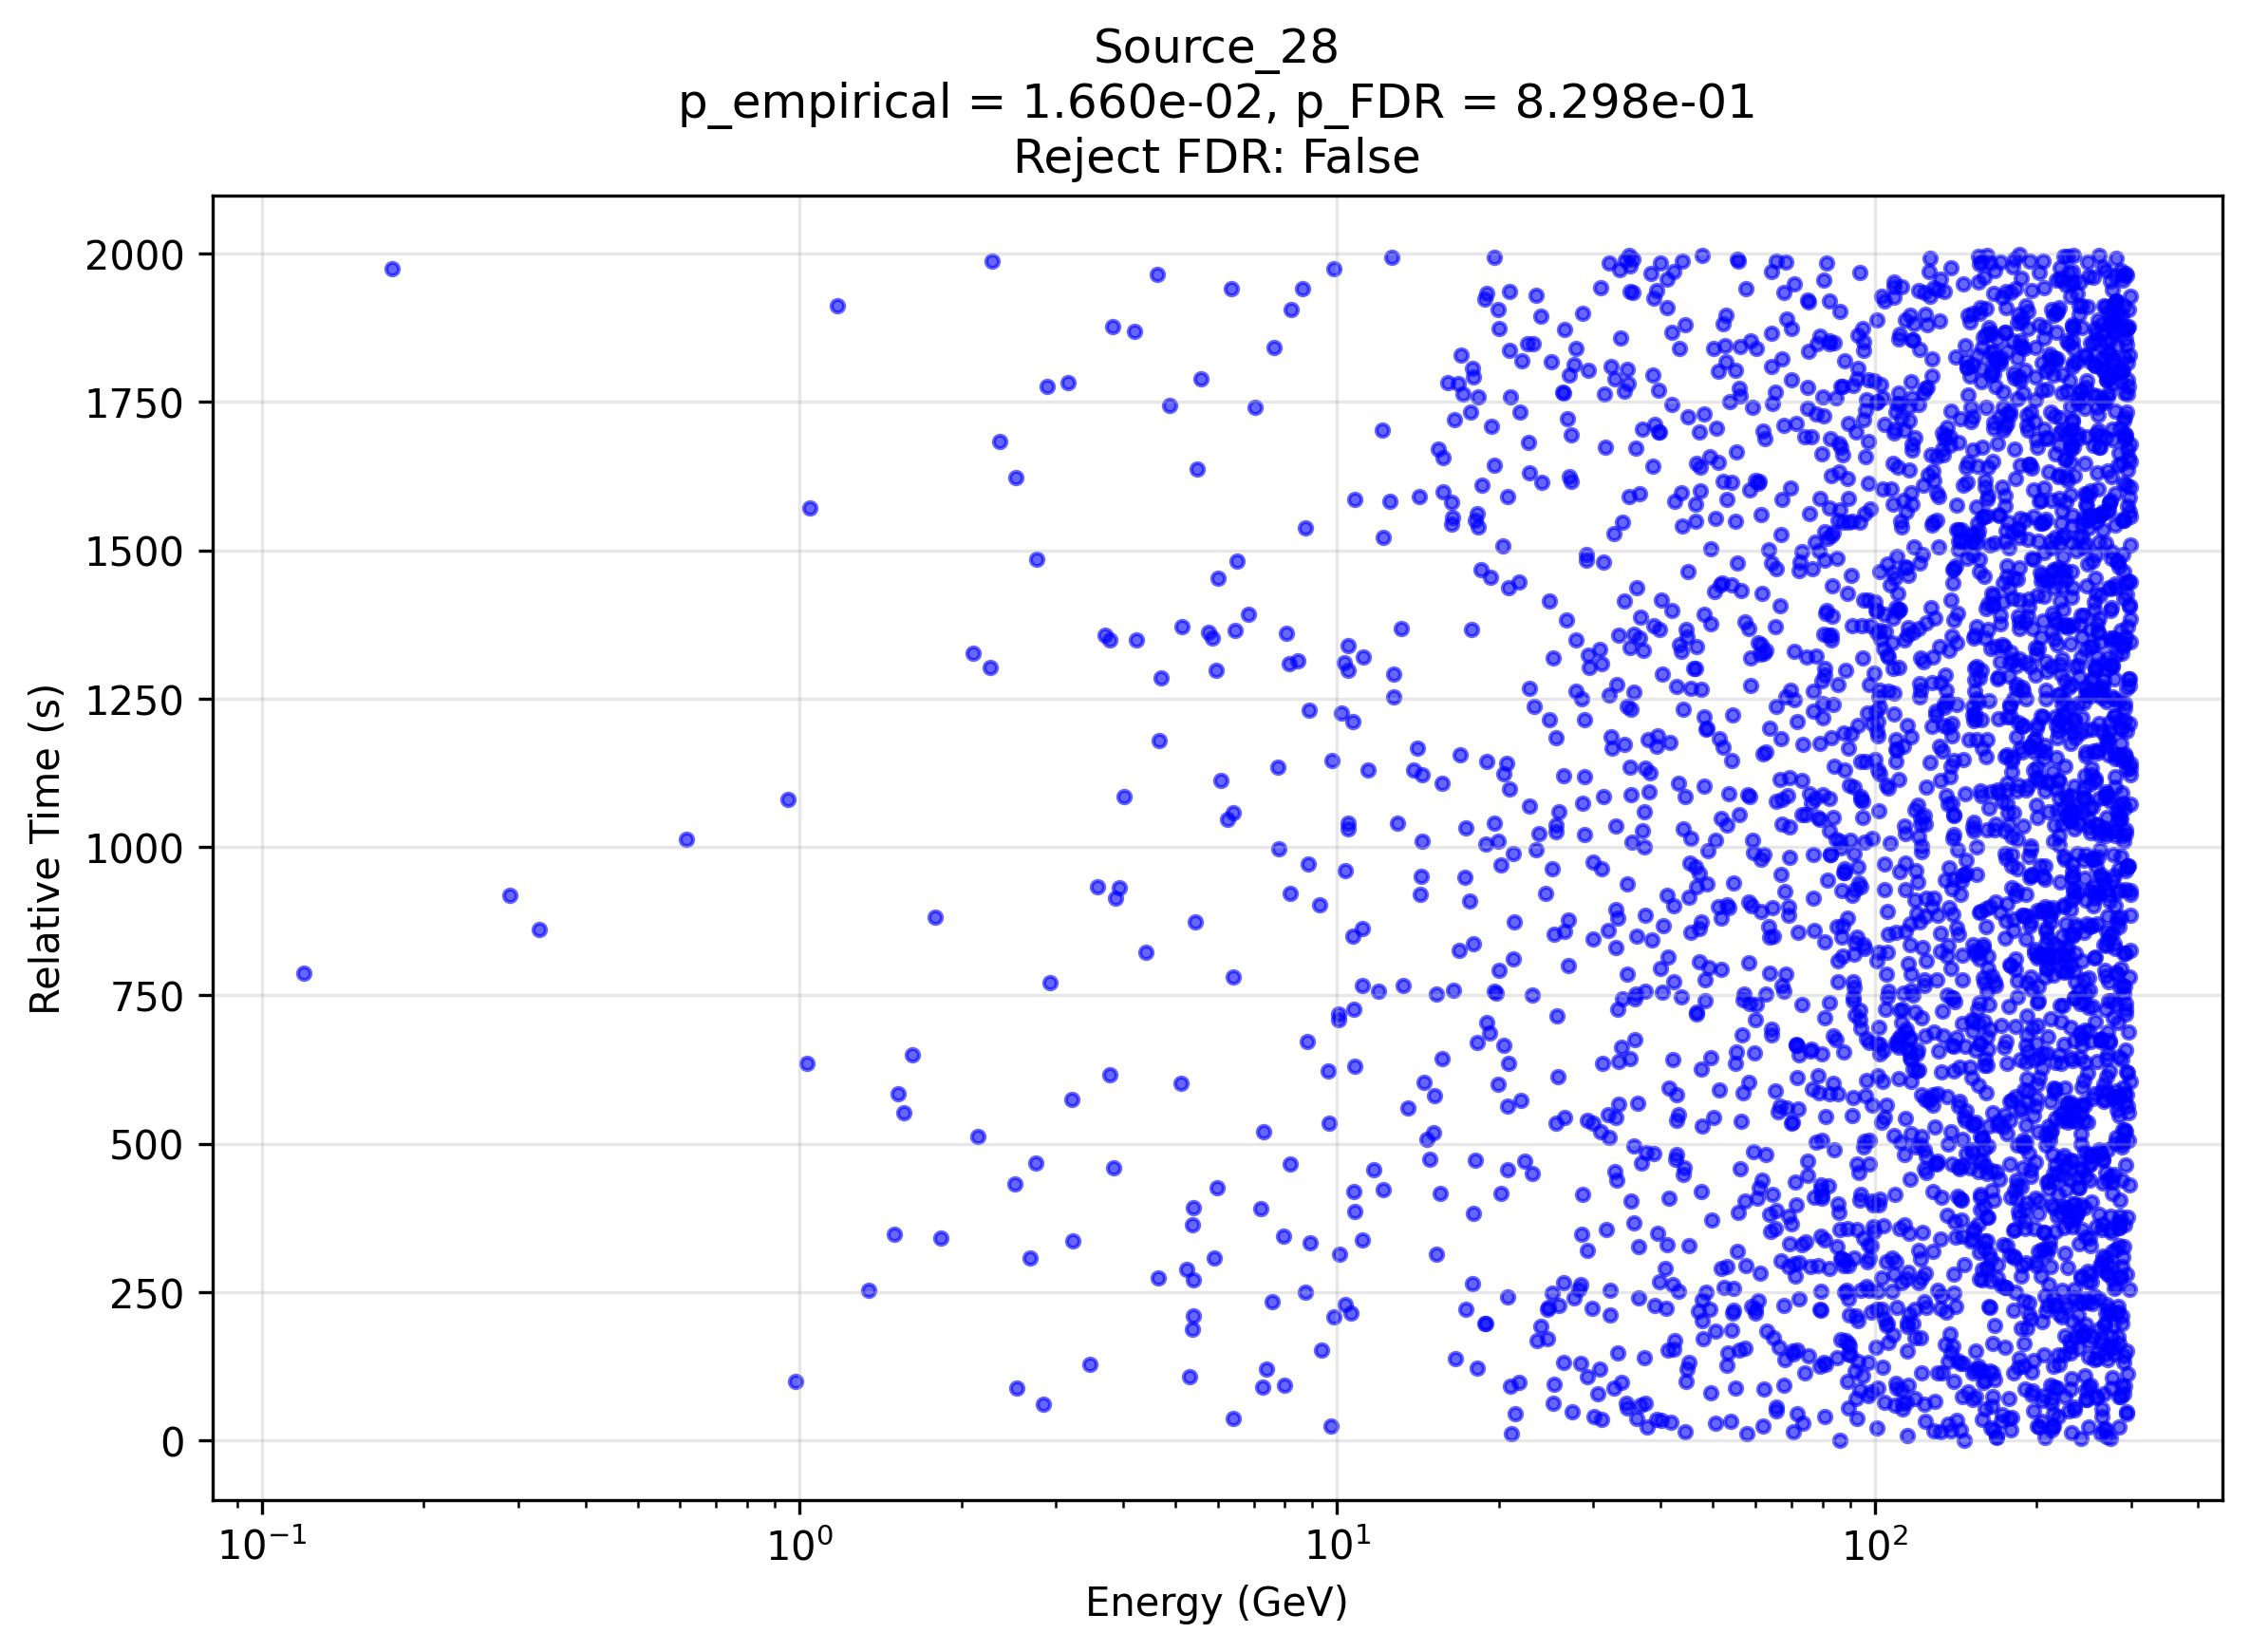 Source_28
p_empirical = 1.660e-02, p_FDR = 8.298e-01
Reject FDR: False
Relative Time (s)
2000
1750
1500
1250
1000
750
500
250
0
10⁻¹ 10⁰ 10¹ 10²
Energy (GeV)